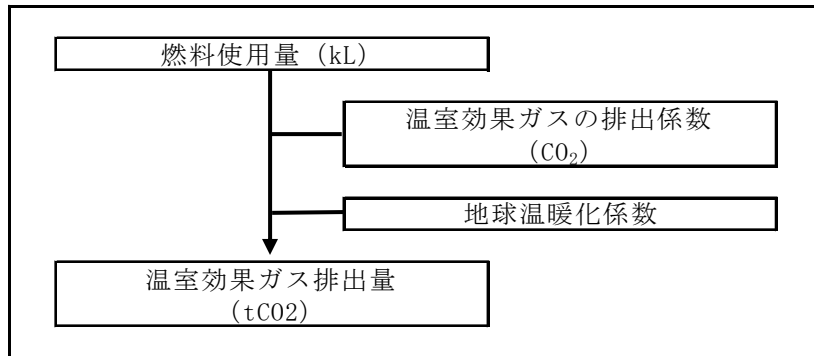 燃料使用量 (kL)
温室効果ガスの排出係数
(CO₂)
地球温暖化係数
温室効果ガス排出量
(tCO2)